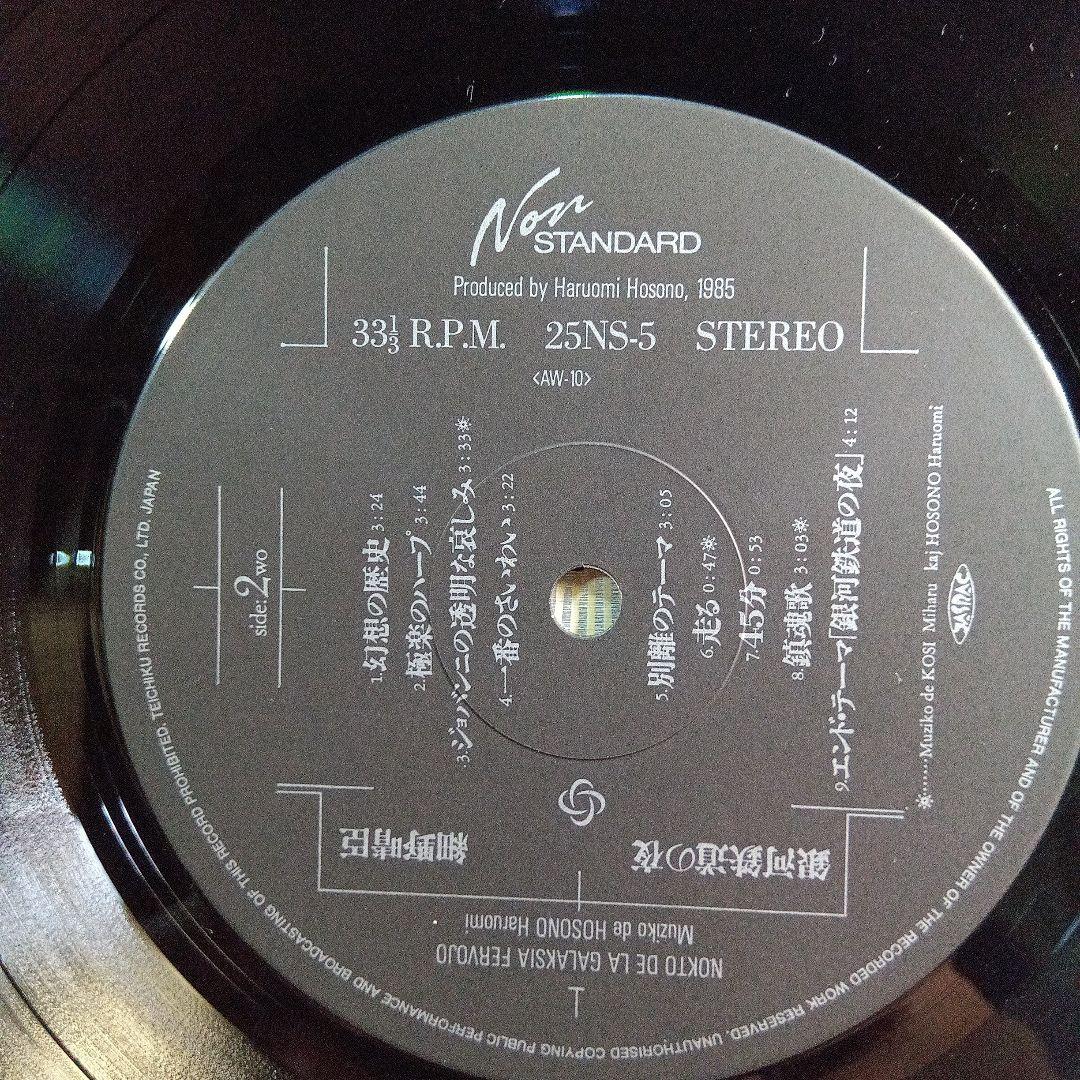 Non
STANDARD
Produced by Haruomi Hosono, 1985
33⅓ R.P.M. 25NS-5 STEREO
<AW-10>
side: 2wo
1. 幻想の歴史 3:24
2. 極楽のハープ 3:44
3. ジョバンニの透明な哀しみ 3:33※
4. 一番のさいわい 3:22
5. 別離のテーマ 3:05
6. 走る 0:47※
7. 45分 0:53
8. 鎮魂歌 3:03※
9. エンド・テーマ「銀河鉄道の夜」 4:12
※……Muziko de KOSI Miharu kaj HOSONO Haruomi
JASRAC
銀河鉄道の夜
細野晴臣
NOKTO DE LA GALAKSIA FERVOJO
Muziko de HOSONO Haruomi
ALL RIGHTS OF THE MANUFACTURER AND OF THE OWNER OF THE RECORDED WORK RESERVED. UNAUTHORISED COPYING PUBLIC PERFORMANCE AND BROADCASTING OF THIS RECORD PROHIBITED. TEICHIKU RECORDS CO., LTD. JAPAN